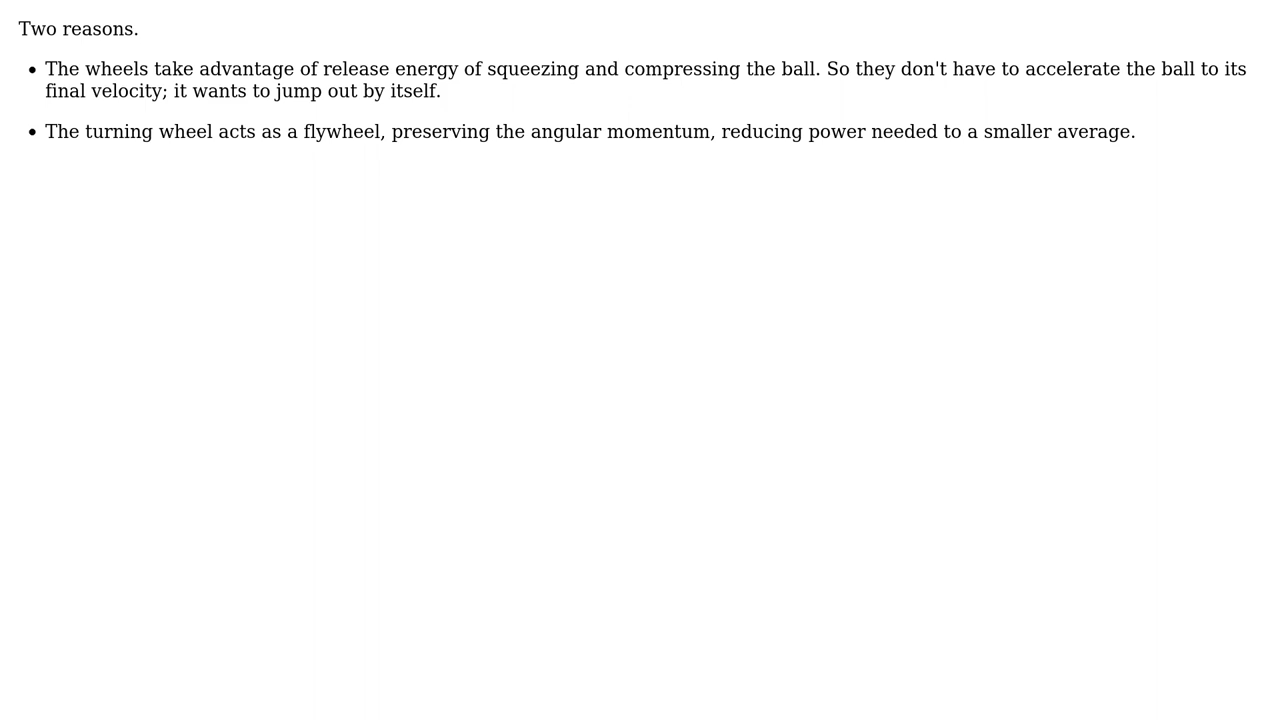 Two reasons.
• The wheels take advantage of release energy of squeezing and compressing the ball. So they don't have to accelerate the ball to its
final velocity; it wants to jump out by itself.
• The turning wheel acts as a flywheel, preserving the angular momentum, reducing power needed to a smaller average.